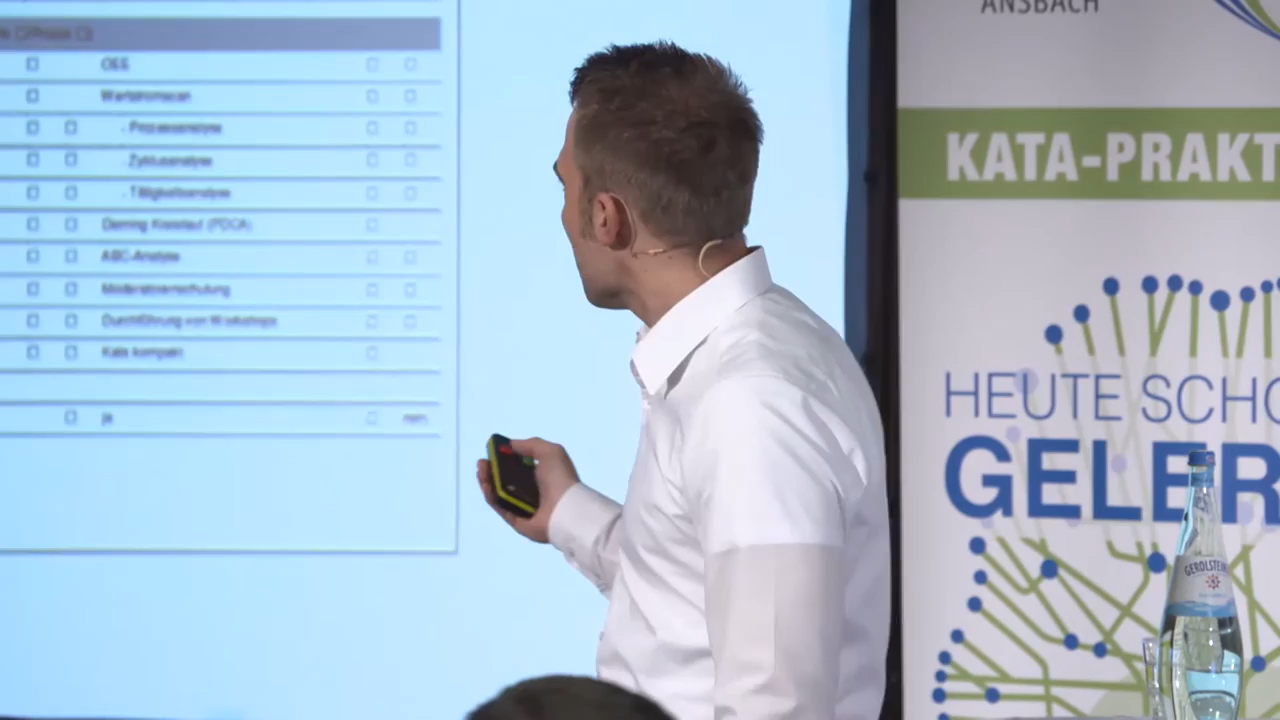 OEE
Wertstromscan
- Prozessanalyse
- Zyklusanalyse
- Tätigkeitsanalyse
Deming Kreislauf (PDCA)
ABC-Analyse
Moderatorenschulung
Durchführung von Workshops
Kata kompakt
ja
nein
ANSBACH
KATA-PRAKT
HEUTE SCHO
GELER
GEROLSTEIN